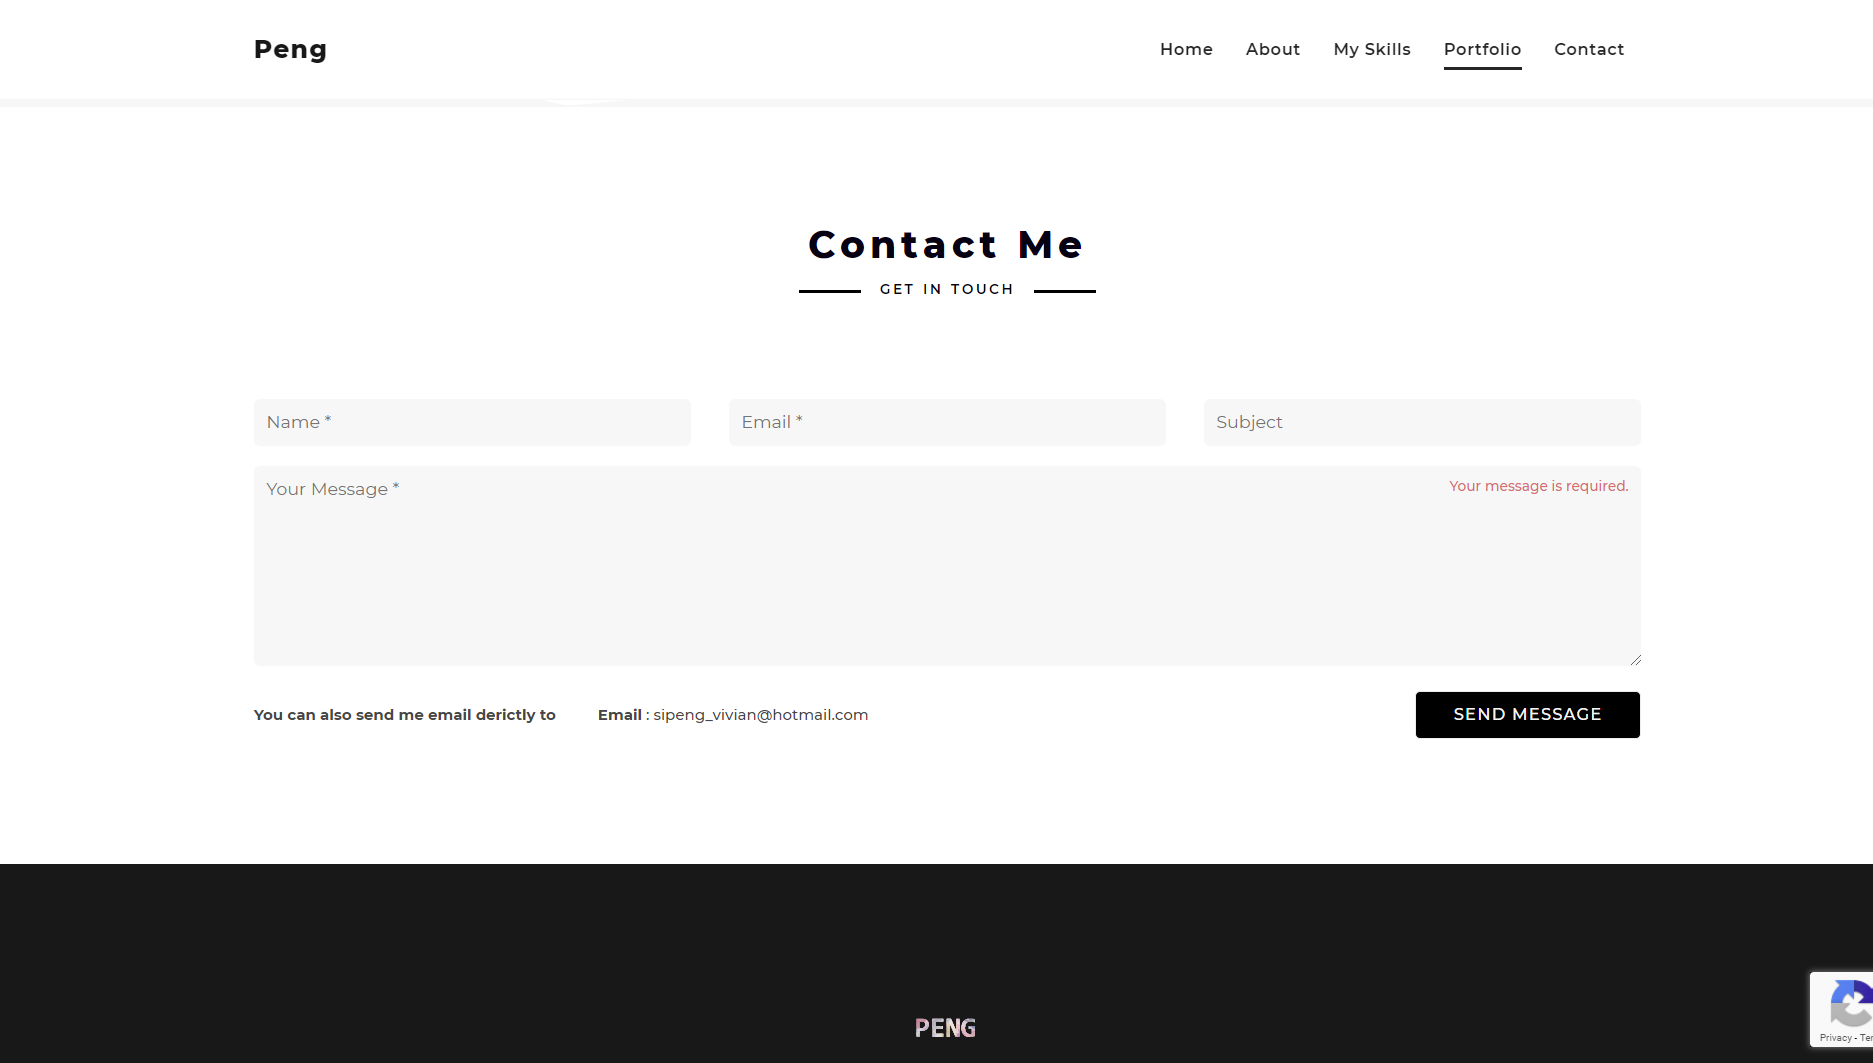 Peng
Home About My Skills Portfolio Contact
Contact Me
GET IN TOUCH
Name * Email * Subject
Your Message * Your message is required.
You can also send me email derictly to Email : sipeng_vivian@hotmail.com SEND MESSAGE
PENG
Privacy -